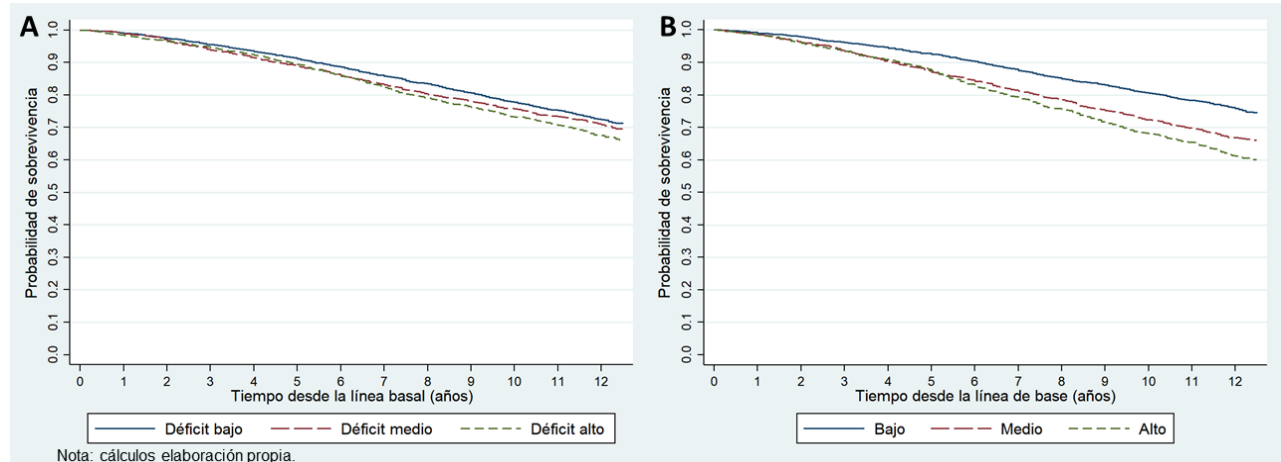 A
Probabilidad de sobrevivencia
1.0
0.9
0.8
0.7
0.6
0.5
0.4
0.3
0.2
0.1
0.0
0 1 2 3 4 5 6 7 8 9 10 11 12
Tiempo desde la línea basal (años)
Déficit bajo Déficit medio Déficit alto
Nota: cálculos elaboración propia.
B
Probabilidad de sobrevivencia
1.0
0.9
0.8
0.7
0.6
0.5
0.4
0.3
0.2
0.1
0.0
0 1 2 3 4 5 6 7 8 9 10 11 12
Tiempo desde la línea de base (años)
Bajo Medio Alto